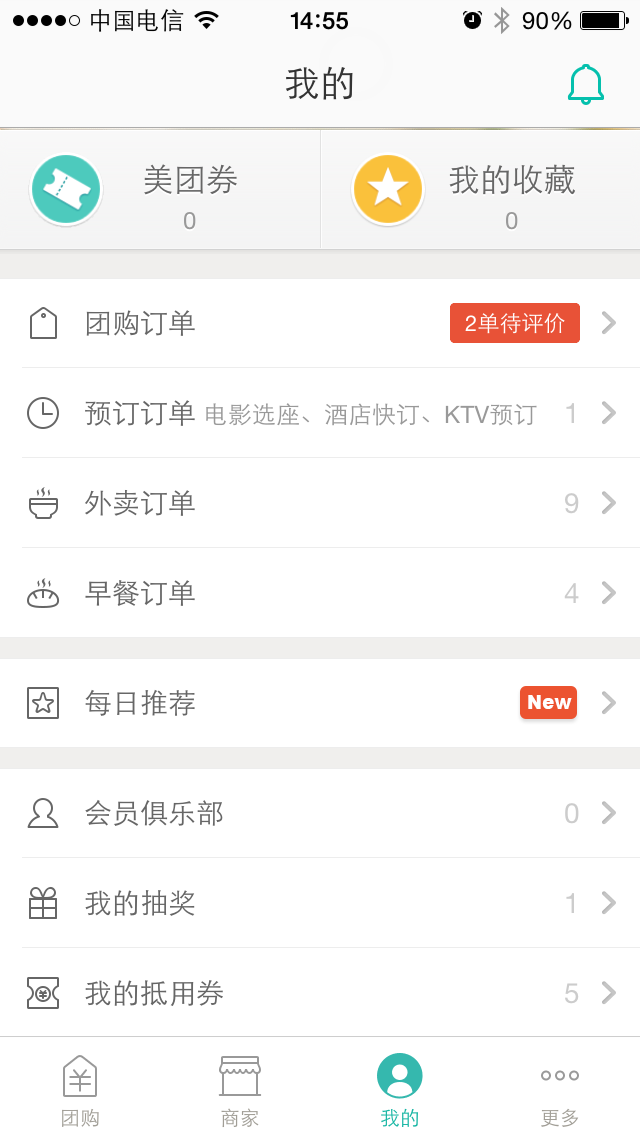 中国电信 14:55 90%
我的
美团券 我的收藏
0 0
团购订单 2单待评价
预订订单 电影选座、酒店快订、KTV预订 1
外卖订单 9
早餐订单 4
每日推荐 New
会员俱乐部 0
我的抽奖 1
我的抵用券 5
团购 商家 我的 更多